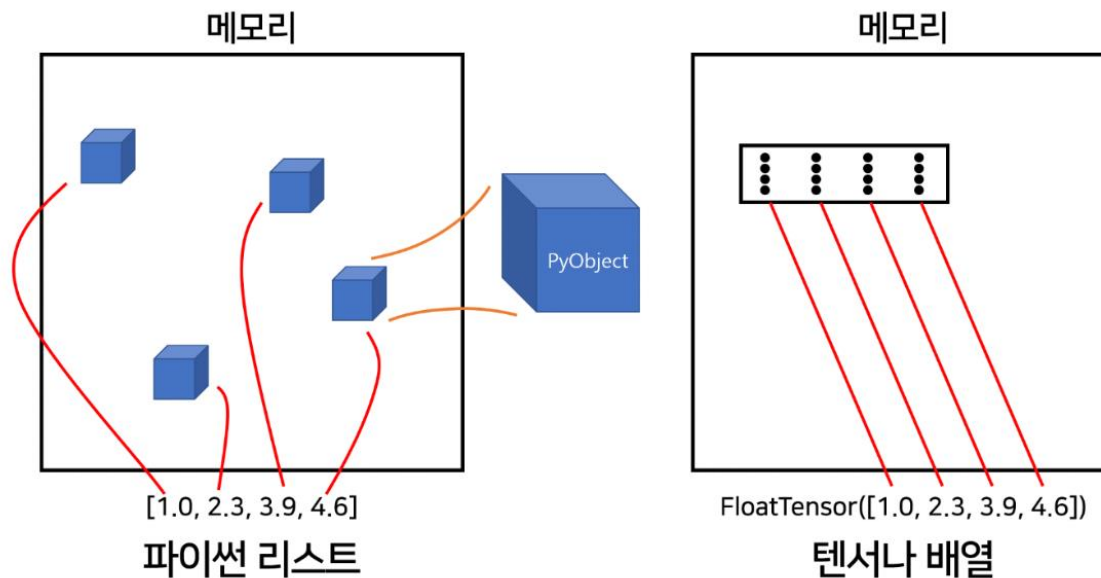 메모리
PyObject
[1.0, 2.3, 3.9, 4.6]
파이썬 리스트
메모리
FloatTensor([1.0, 2.3, 3.9, 4.6])
텐서나 배열